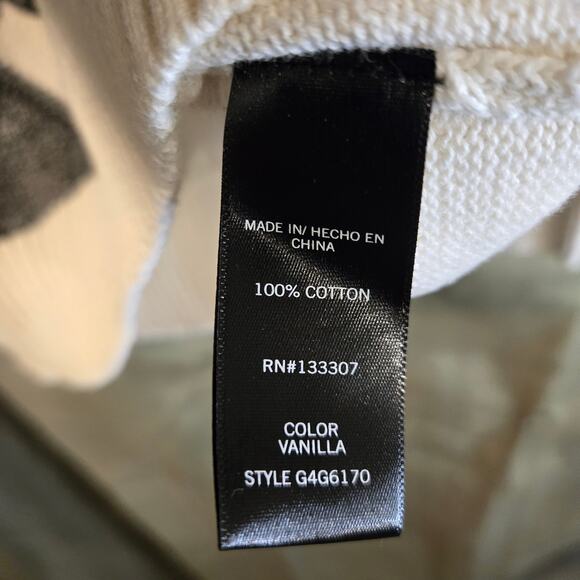 MADE IN/ HECHO EN
CHINA
100% COTTON
RN#133307
COLOR
VANILLA
STYLE G4G6170